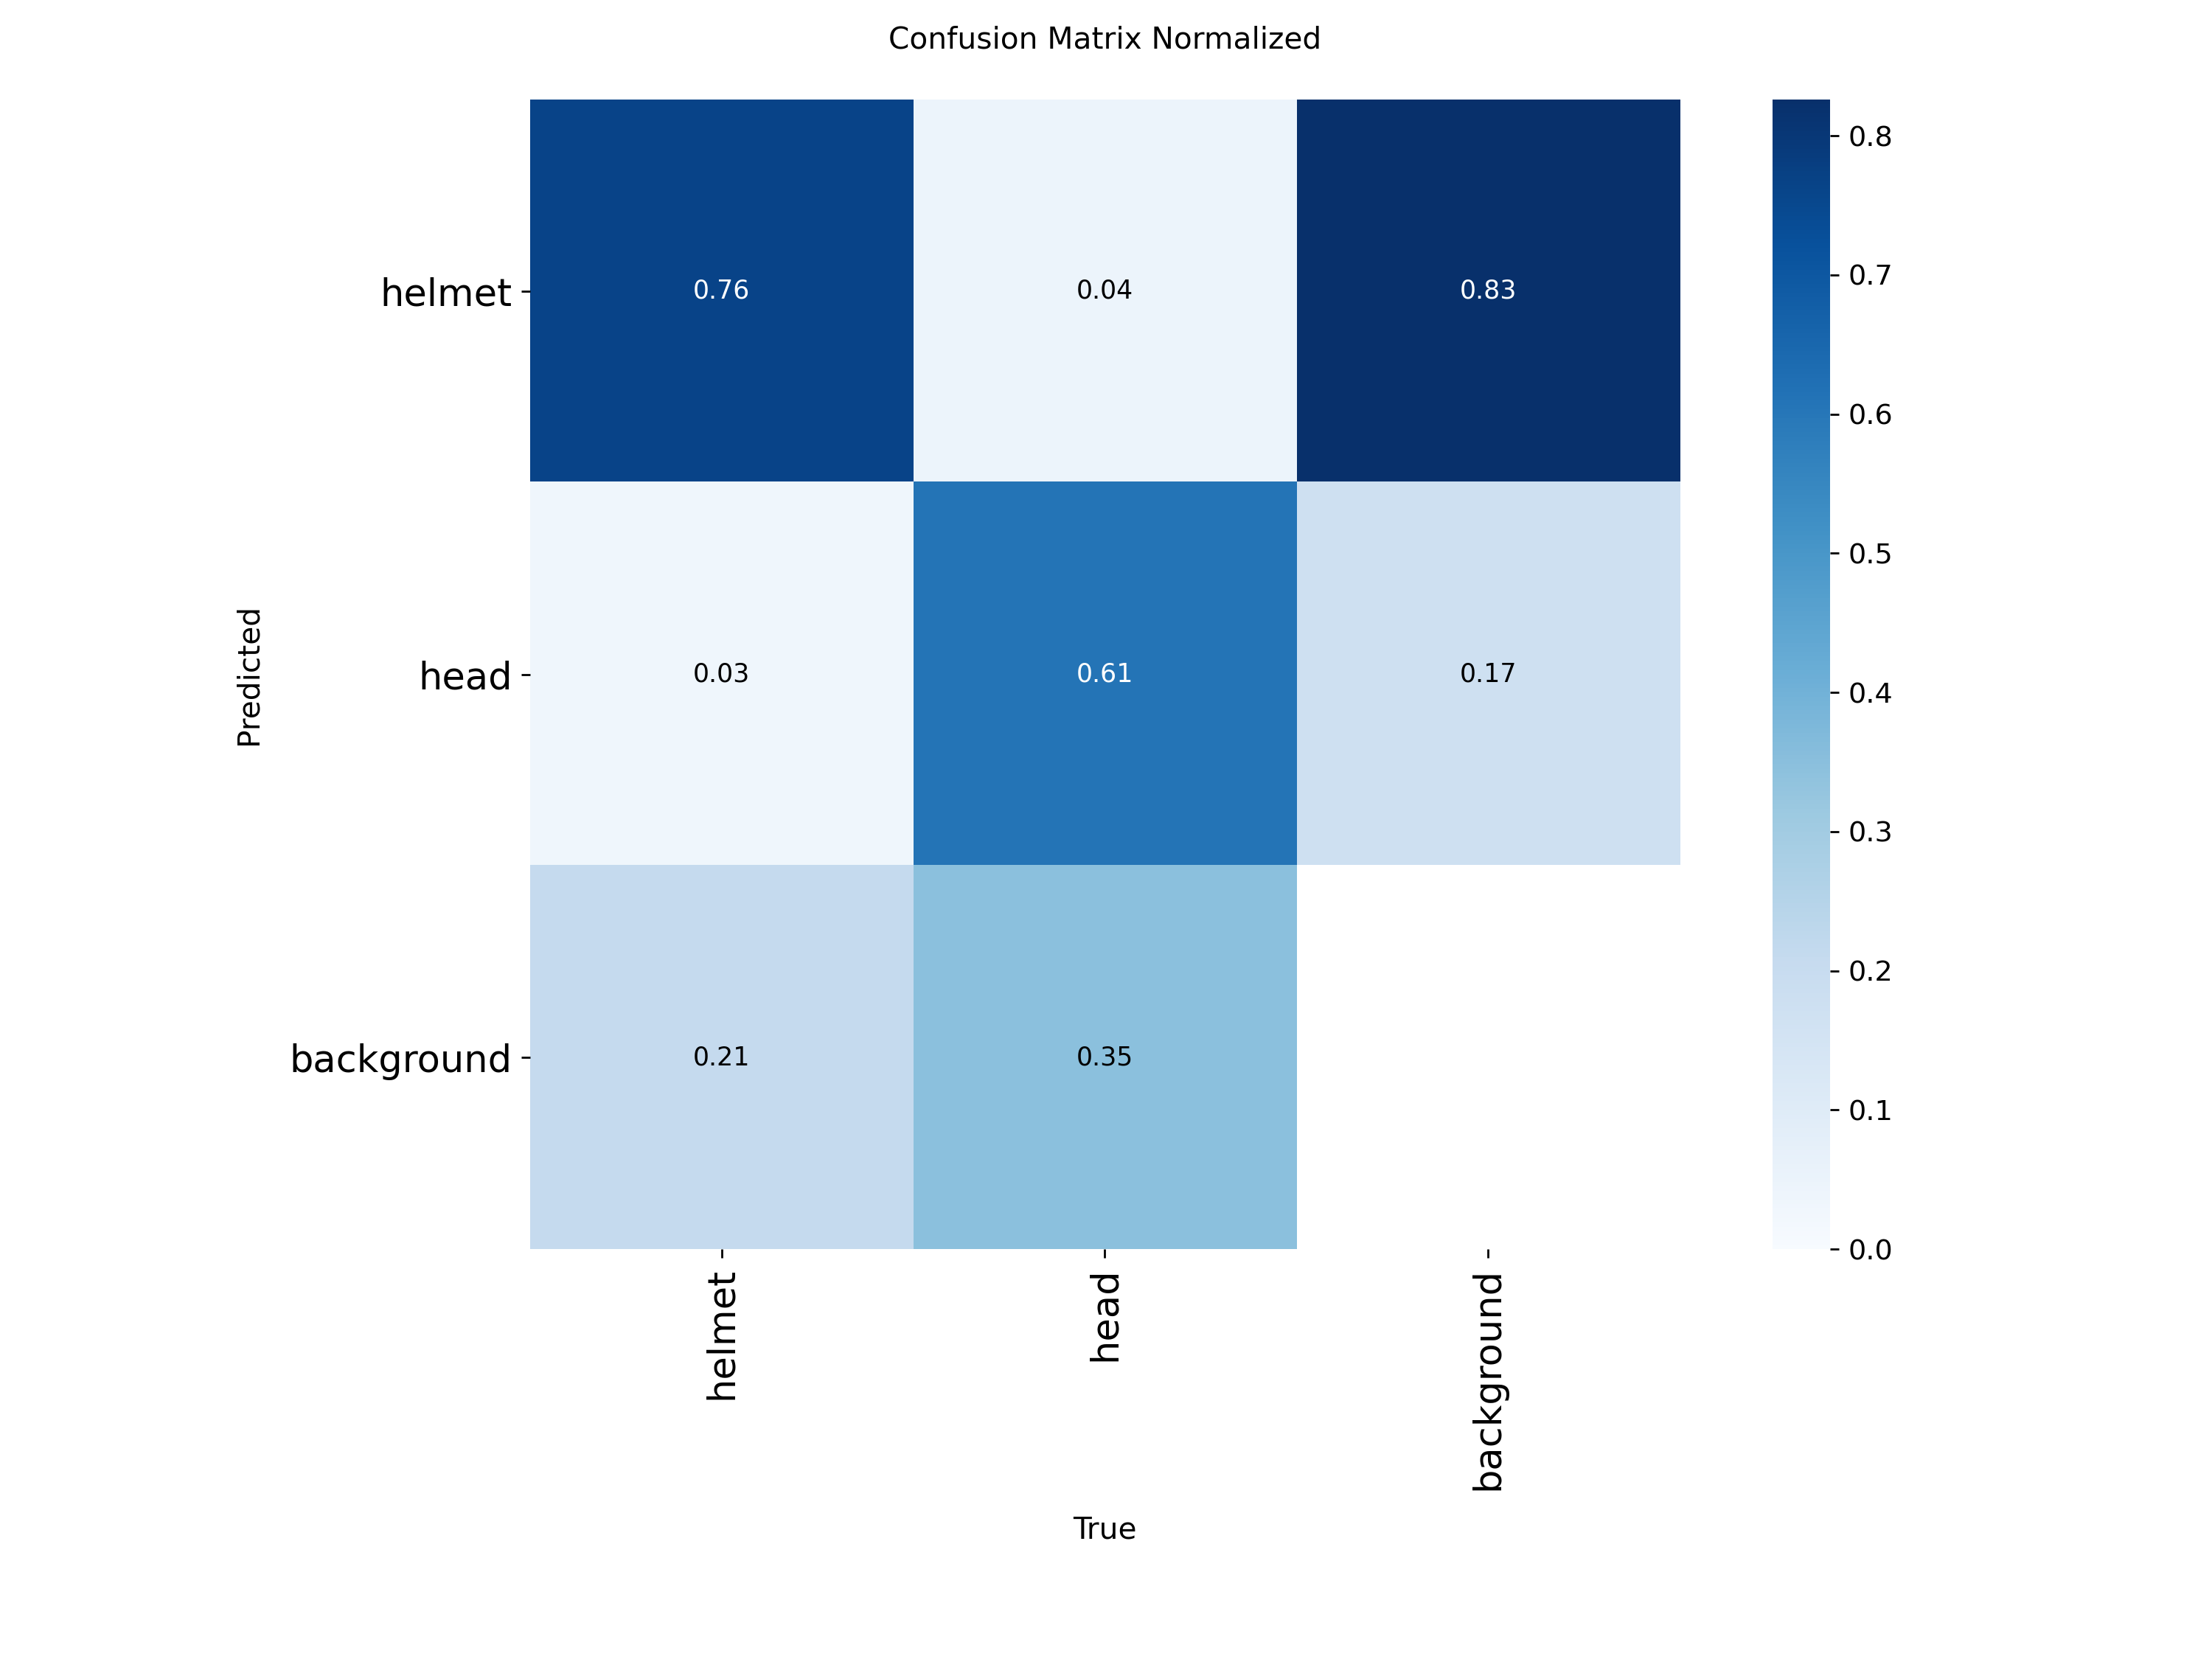 Confusion Matrix Normalized
helmet
0.76
0.04
0.83
head
0.03
0.61
0.17
background
0.21
0.35
Predicted
helmet
head
background
True
0.8
0.7
0.6
0.5
0.4
0.3
0.2
0.1
0.0